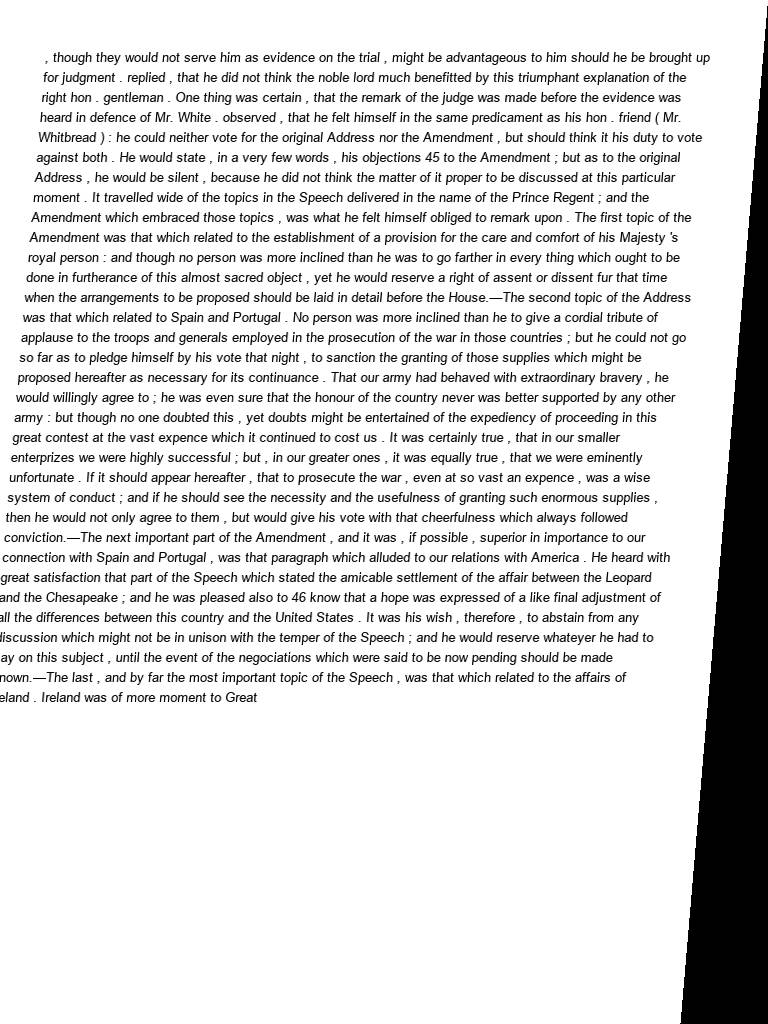 , though they would not serve him as evidence on the trial , might be advantageous to him should he be brought up
for judgment . replied , that he did not think the noble lord much benefitted by this triumphant explanation of the
right hon . gentleman . One thing was certain , that the remark of the judge was made before the evidence was
heard in defence of Mr. White . observed , that he felt himself in the same predicament as his hon . friend ( Mr.
Whitbread ) : he could neither vote for the original Address nor the Amendment , but should think it his duty to vote
against both . He would state , in a very few words , his objections 45 to the Amendment ; but as to the original
Address , he would be silent , because he did not think the matter of it proper to be discussed at this particular
moment . It travelled wide of the topics in the Speech delivered in the name of the Prince Regent ; and the
Amendment which embraced those topics , was what he felt himself obliged to remark upon . The first topic of the
Amendment was that which related to the establishment of a provision for the care and comfort of his Majesty 's
royal person : and though no person was more inclined than he was to go farther in every thing which ought to be
done in furtherance of this almost sacred object , yet he would reserve a right of assent or dissent fur that time
when the arrangements to be proposed should be laid in detail before the House.—The second topic of the Address
was that which related to Spain and Portugal . No person was more inclined than he to give a cordial tribute of
applause to the troops and generals employed in the prosecution of the war in those countries ; but he could not go
so far as to pledge himself by his vote that night , to sanction the granting of those supplies which might be
proposed hereafter as necessary for its continuance . That our army had behaved with extraordinary bravery , he
would willingly agree to ; he was even sure that the honour of the country never was better supported by any other
army : but though no one doubted this , yet doubts might be entertained of the expediency of proceeding in this
great contest at the vast expence which it continued to cost us . It was certainly true , that in our smaller
enterprizes we were highly successful ; but , in our greater ones , it was equally true , that we were eminently
unfortunate . If it should appear hereafter , that to prosecute the war , even at so vast an expence , was a wise
system of conduct ; and if he should see the necessity and the usefulness of granting such enormous supplies ,
then he would not only agree to them , but would give his vote with that cheerfulness which always followed
conviction.—The next important part of the Amendment , and it was , if possible , superior in importance to our
connection with Spain and Portugal , was that paragraph which alluded to our relations with America . He heard with
great satisfaction that part of the Speech which stated the amicable settlement of the affair between the Leopard
and the Chesapeake ; and he was pleased also to 46 know that a hope was expressed of a like final adjustment of
all the differences between this country and the United States . It was his wish , therefore , to abstain from any
discussion which might not be in unison with the temper of the Speech ; and he would reserve whateyer he had to
ay on this subject , until the event of the negociations which were said to be now pending should be made
nown.—The last , and by far the most important topic of the Speech , was that which related to the affairs of
eland . Ireland was of more moment to Great